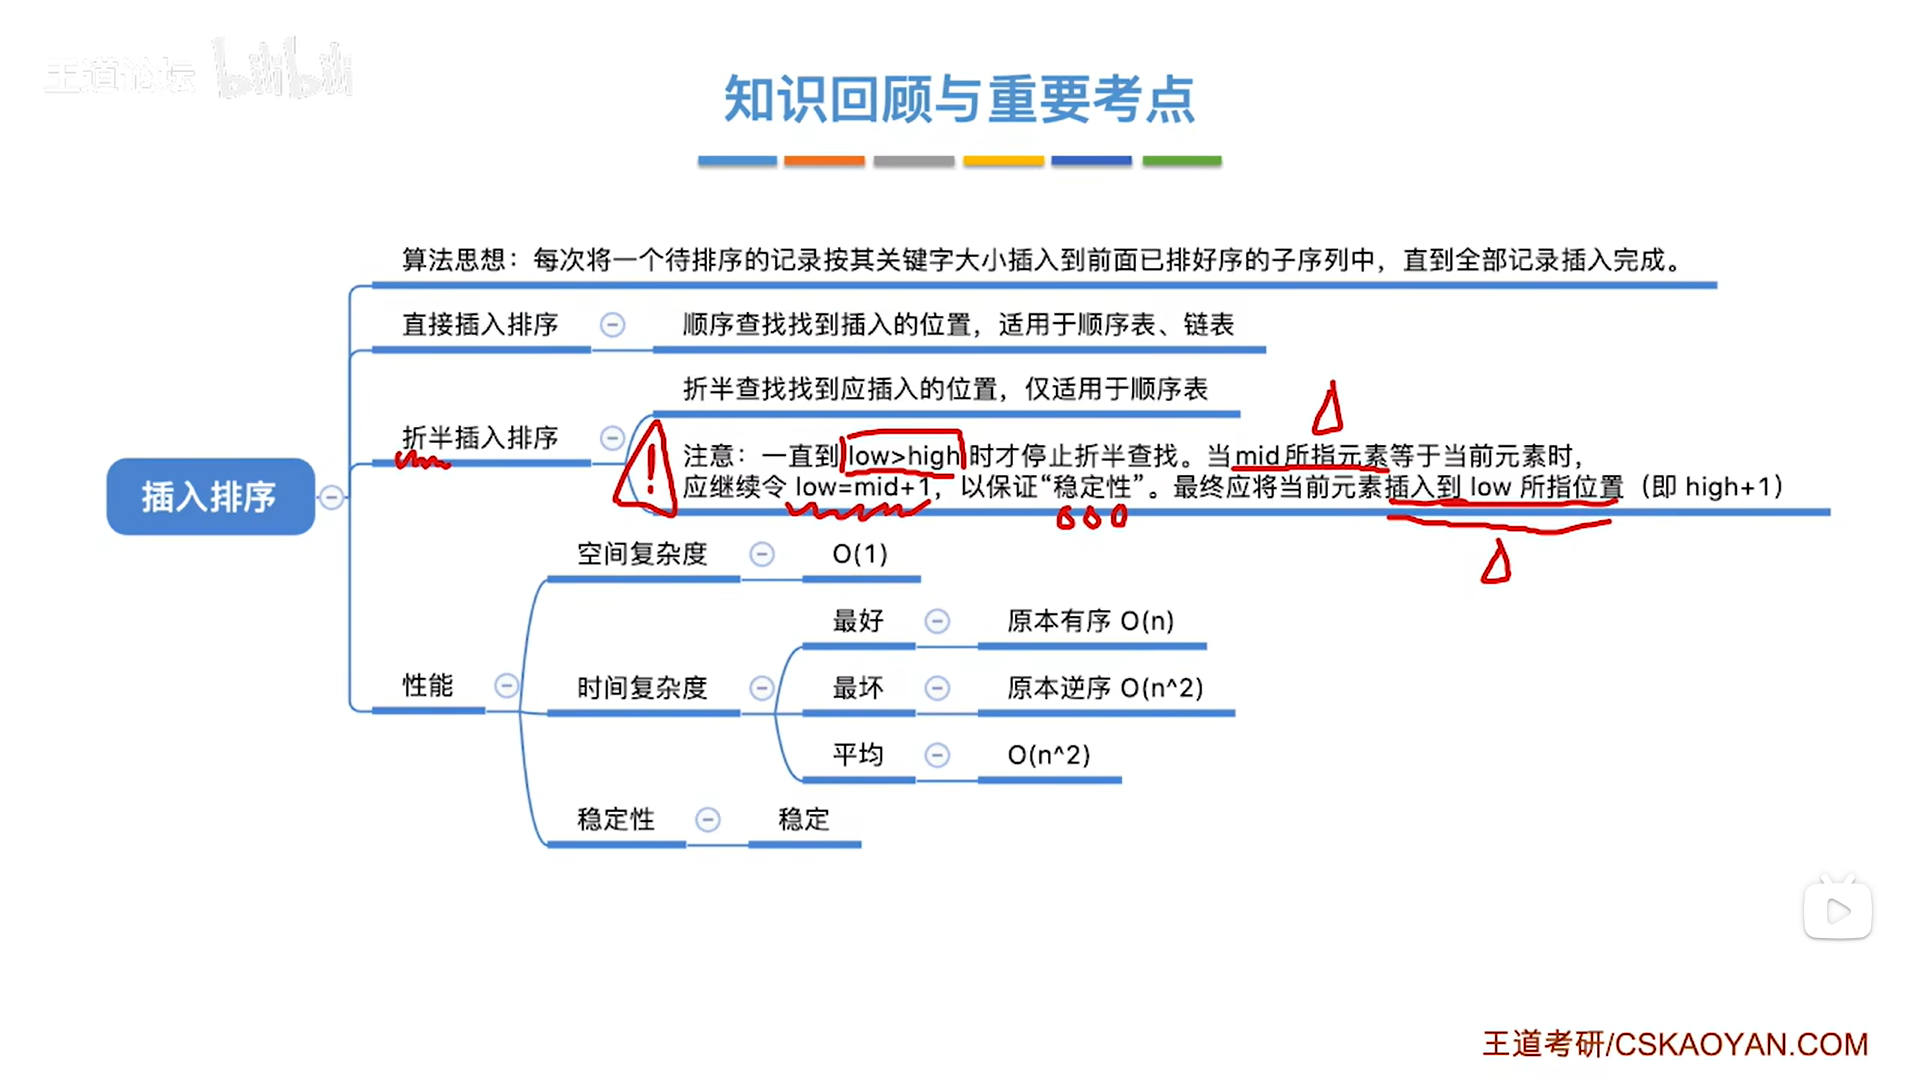 王道论坛 bilibili
知识回顾与重要考点
算法思想：每次将一个待排序的记录按其关键字大小插入到前面已排好序的子序列中，直到全部记录插入完成。
直接插入排序
顺序查找找到插入的位置，适用于顺序表、链表
折半插入排序
折半查找找到应插入的位置，仅适用于顺序表
注意：一直到 low>high 时才停止折半查找。当 mid 所指元素等于当前元素时，
应继续令 low=mid+1，以保证“稳定性”。最终应将当前元素插入到 low 所指位置（即 high+1）
插入排序
性能
空间复杂度
O(1)
时间复杂度
最好
原本有序 O(n)
最坏
原本逆序 O(n^2)
平均
O(n^2)
稳定性
稳定
王道考研/CSKAOYAN.COM